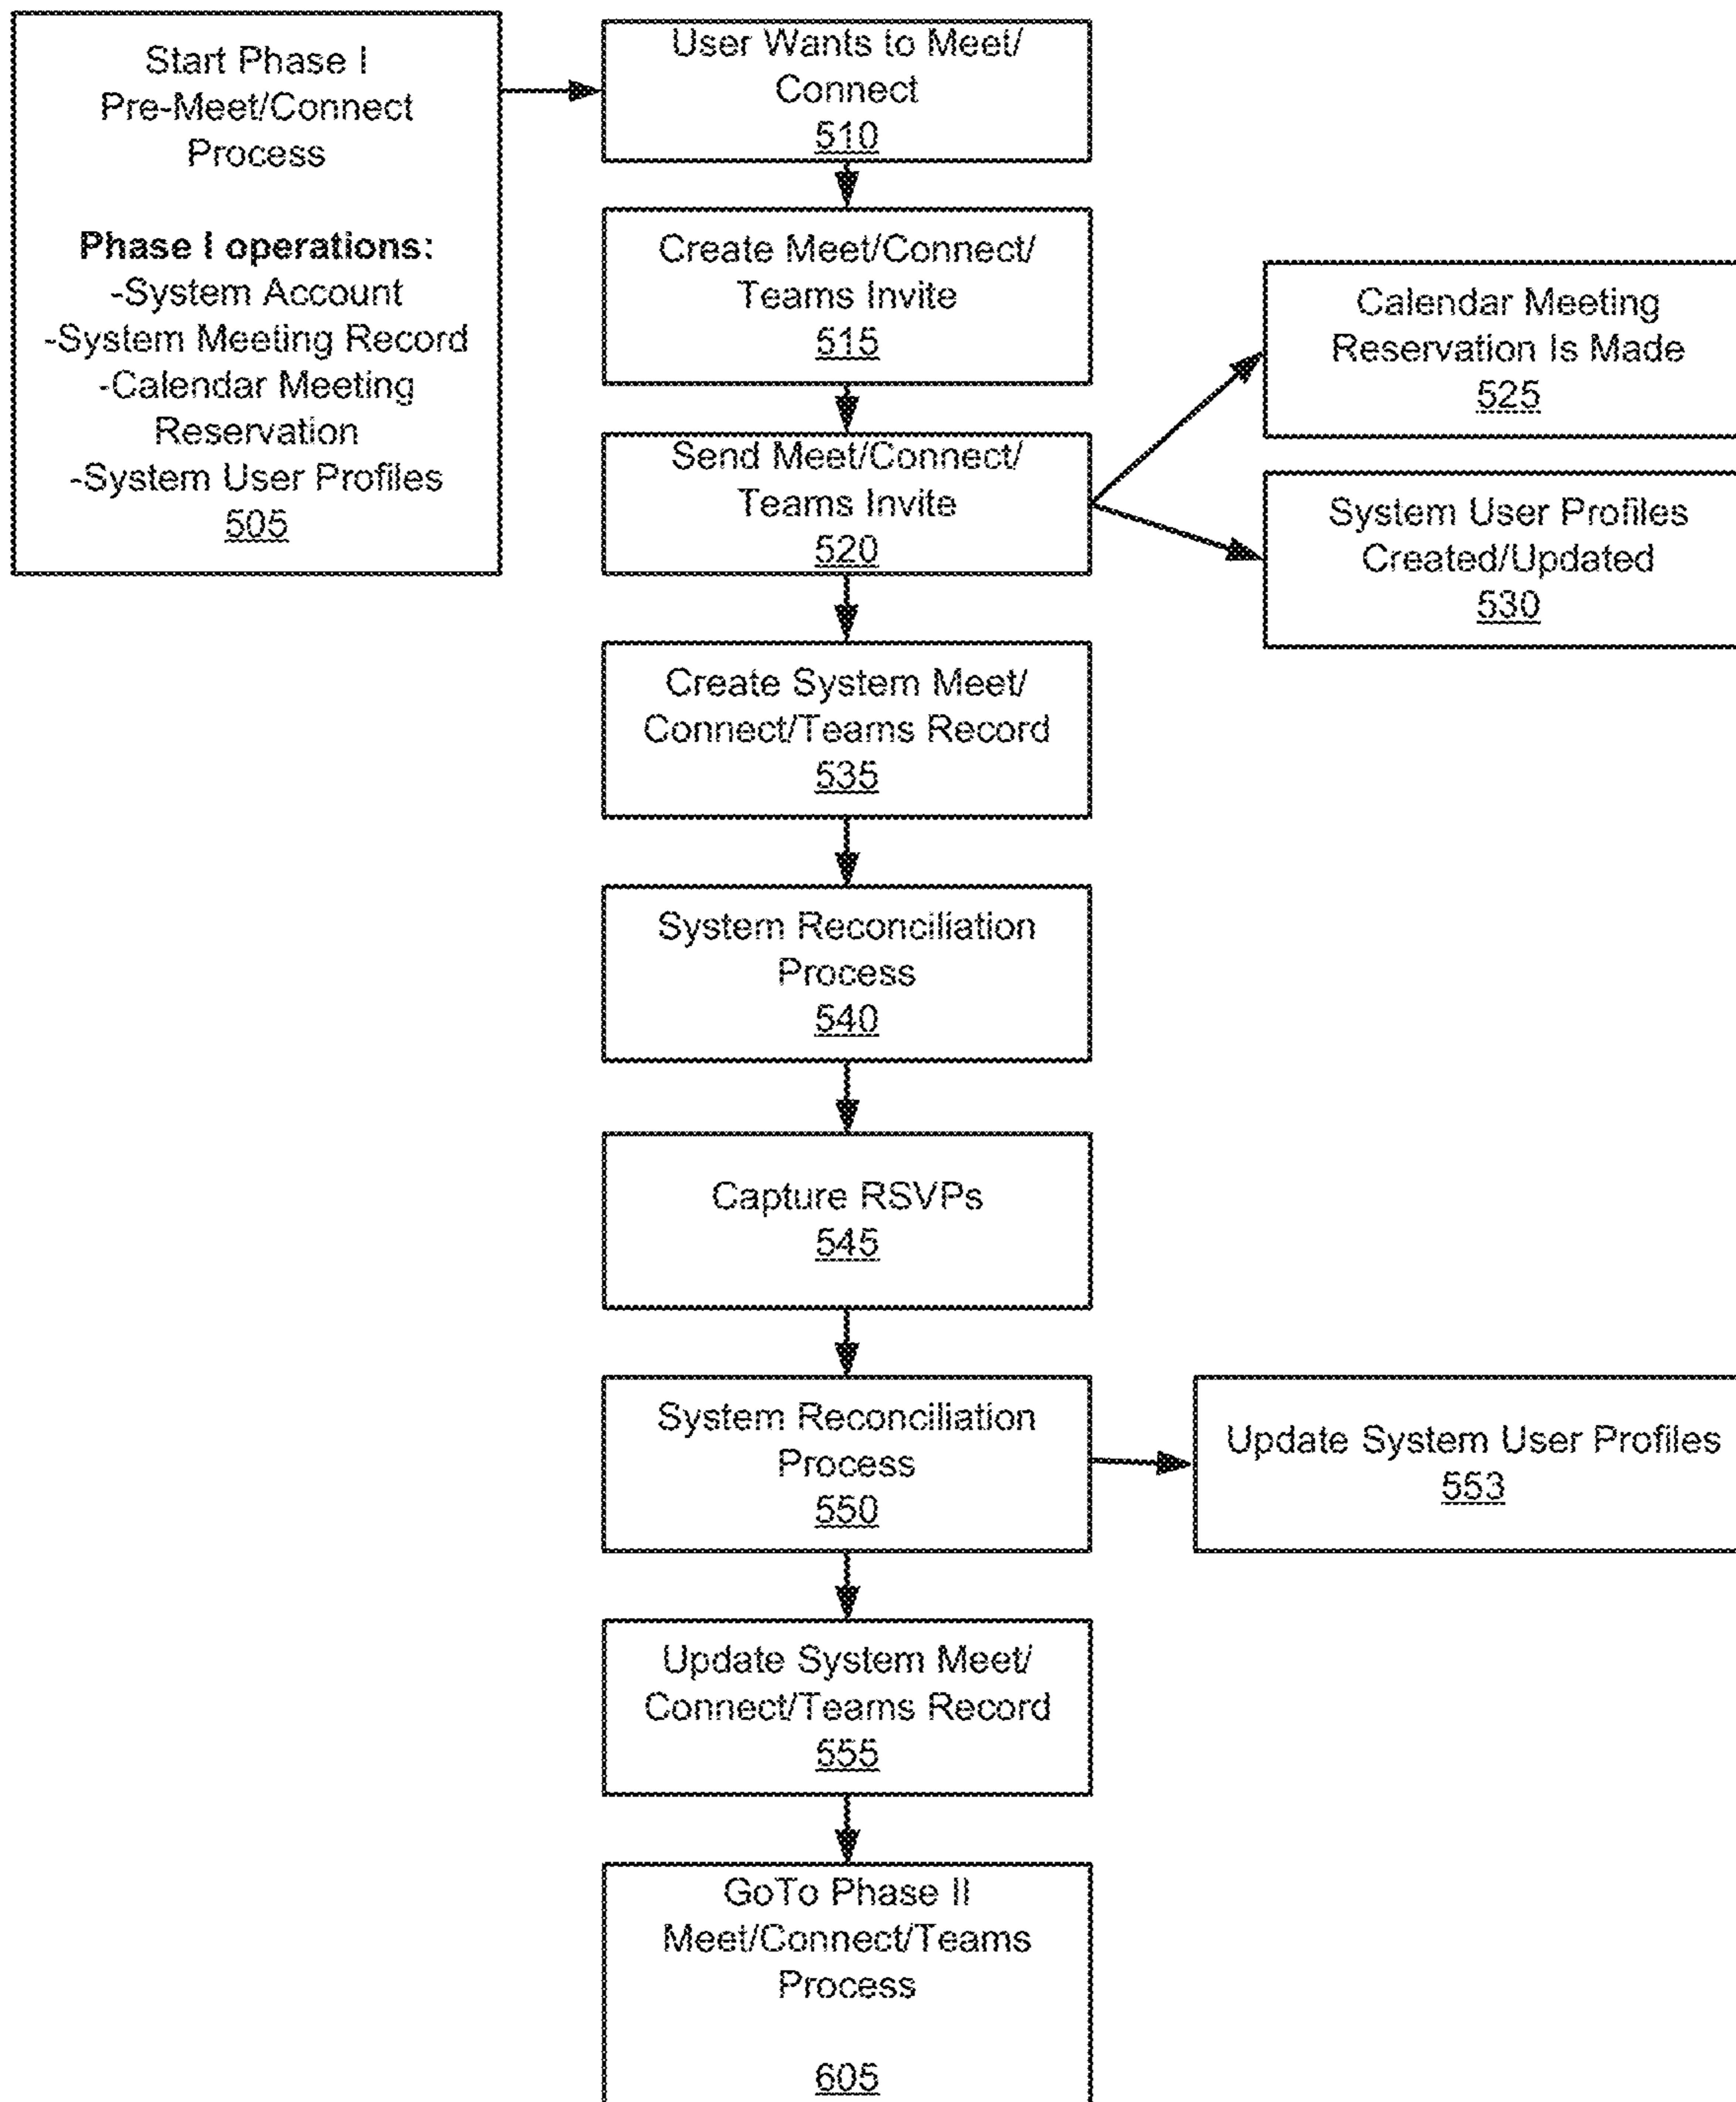 Start Phase I
Pre-Meet/Connect
Process
Phase I operations:
-System Account
-System Meeting Record
-Calendar Meeting
Reservation
-System User Profiles
505
User Wants to Meet/
Connect
510
Create Meet/Connect/
Teams Invite
515
Send Meet/Connect/
Teams Invite
520
Calendar Meeting
Reservation Is Made
525
System User Profiles
Created/Updated
530
Create System Meet/
Connect/Teams Record
535
System Reconciliation
Process
540
Capture RSVPs
545
System Reconciliation
Process
550
Update System User Profiles
553
Update System Meet/
Connect/Teams Record
555
GoTo Phase II
Meet/Connect/Teams
Process
605